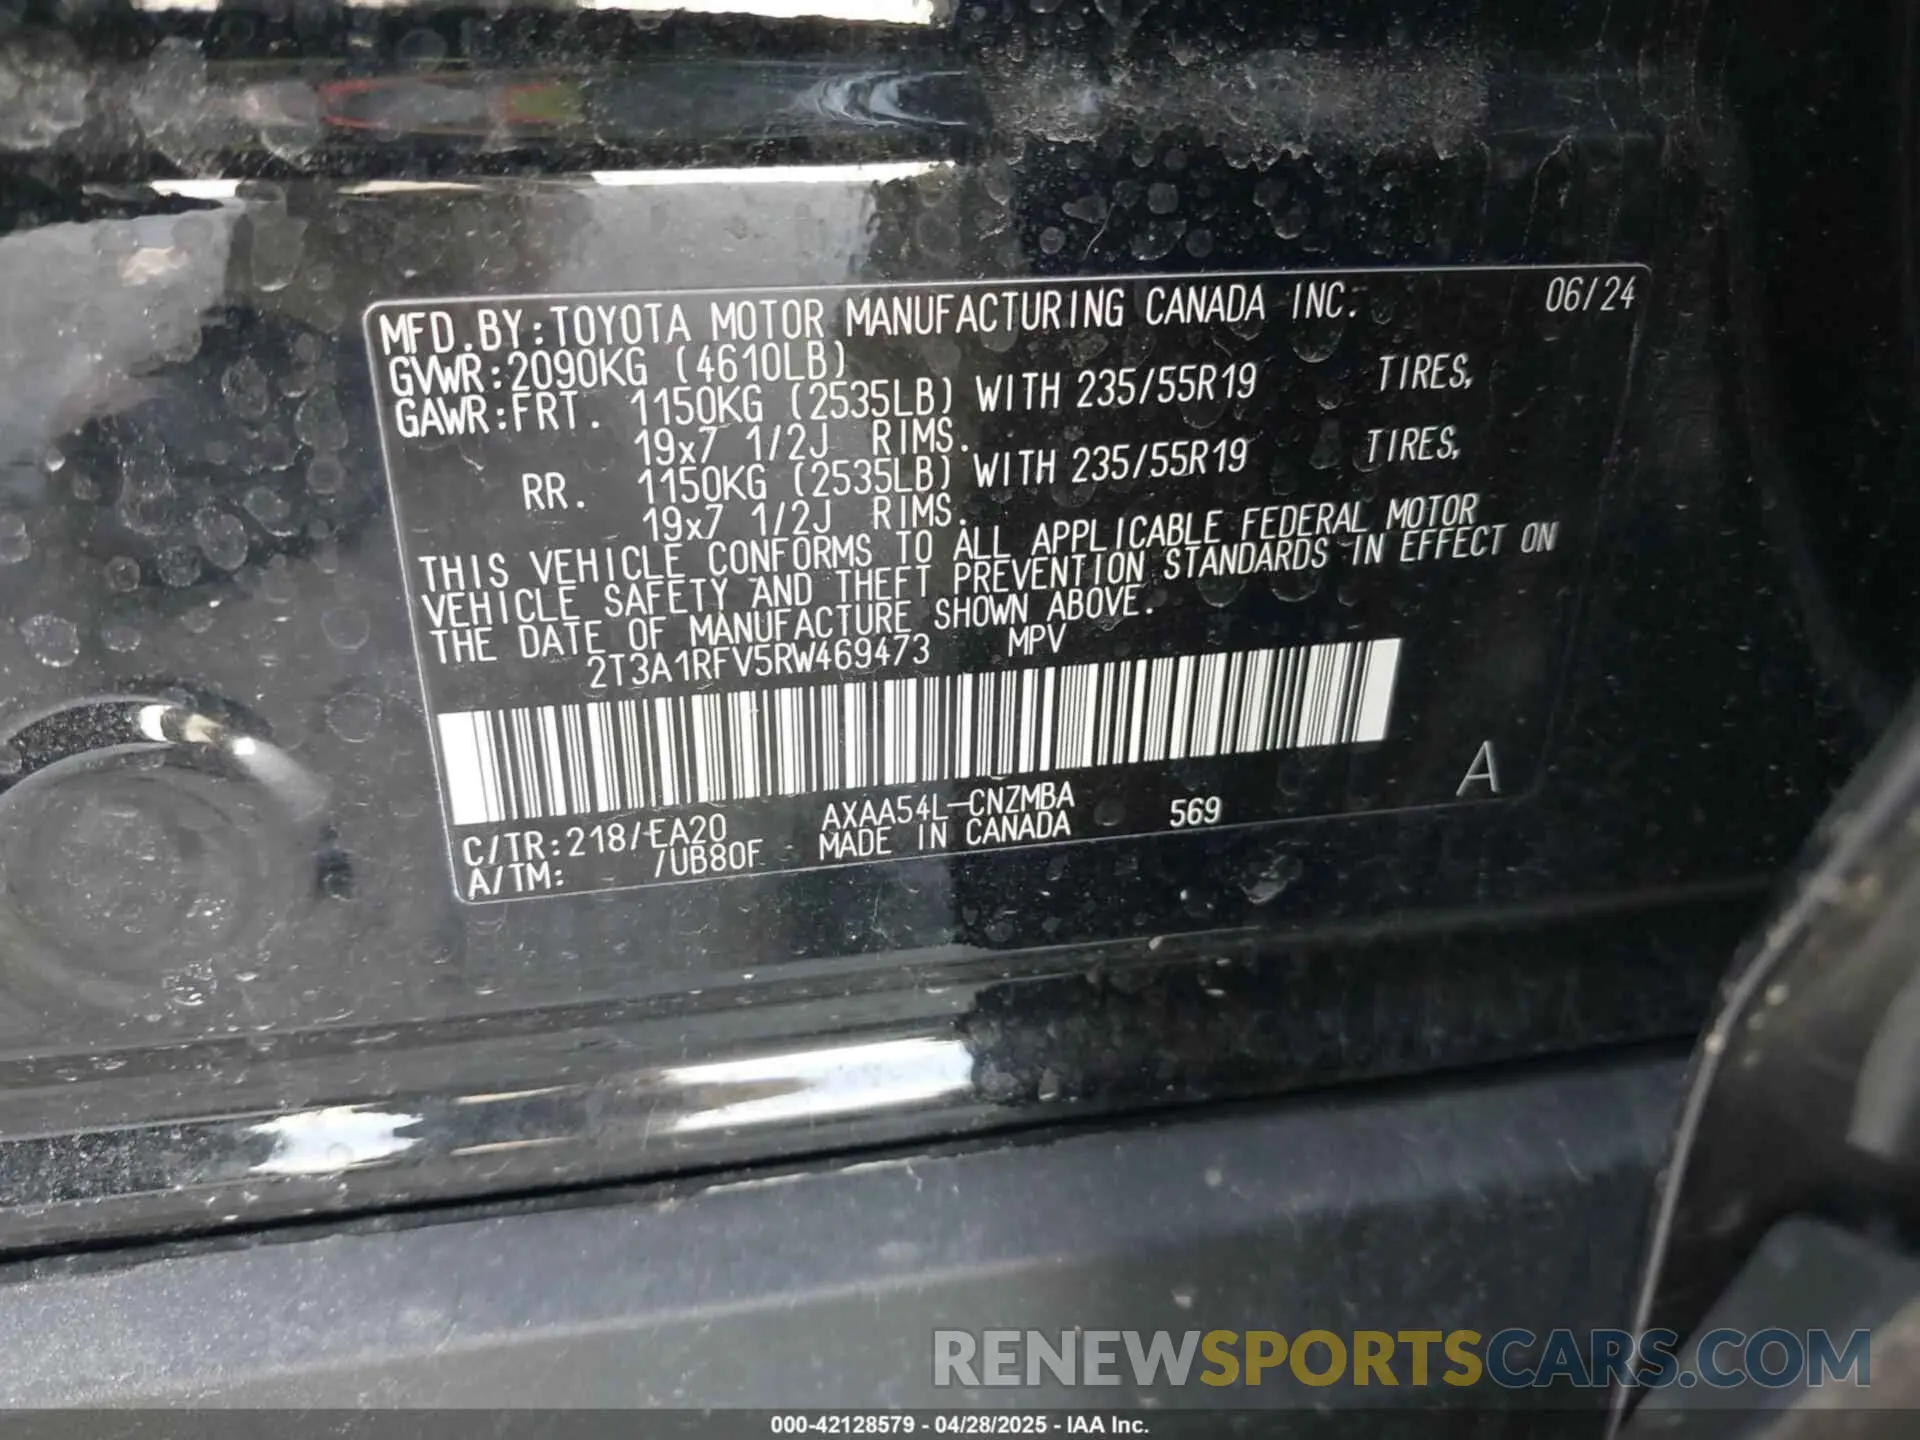 MFD.BY:TOYOTA MOTOR MANUFACTURING CANADA INC. 06/24
GVWR:2090KG (4610LB)
GAWR:FRT. 1150KG (2535LB) WITH 235/55R19 TIRES,
19x7 1/2J RIMS.
RR. 1150KG (2535LB) WITH 235/55R19 TIRES,
19x7 1/2J RIMS.
THIS VEHICLE CONFORMS TO ALL APPLICABLE FEDERAL MOTOR
VEHICLE SAFETY AND THEFT PREVENTION STANDARDS IN EFFECT ON
THE DATE OF MANUFACTURE SHOWN ABOVE.
2T3A1RFV5RW469473 MPV
A
C/TR:218/EA20 AXAA54L-CNZMBA 569
A/TM: /UB80F MADE IN CANADA
RENEWSPORTSCARS.COM
000-42128579 - 04/28/2025 - IAA Inc.